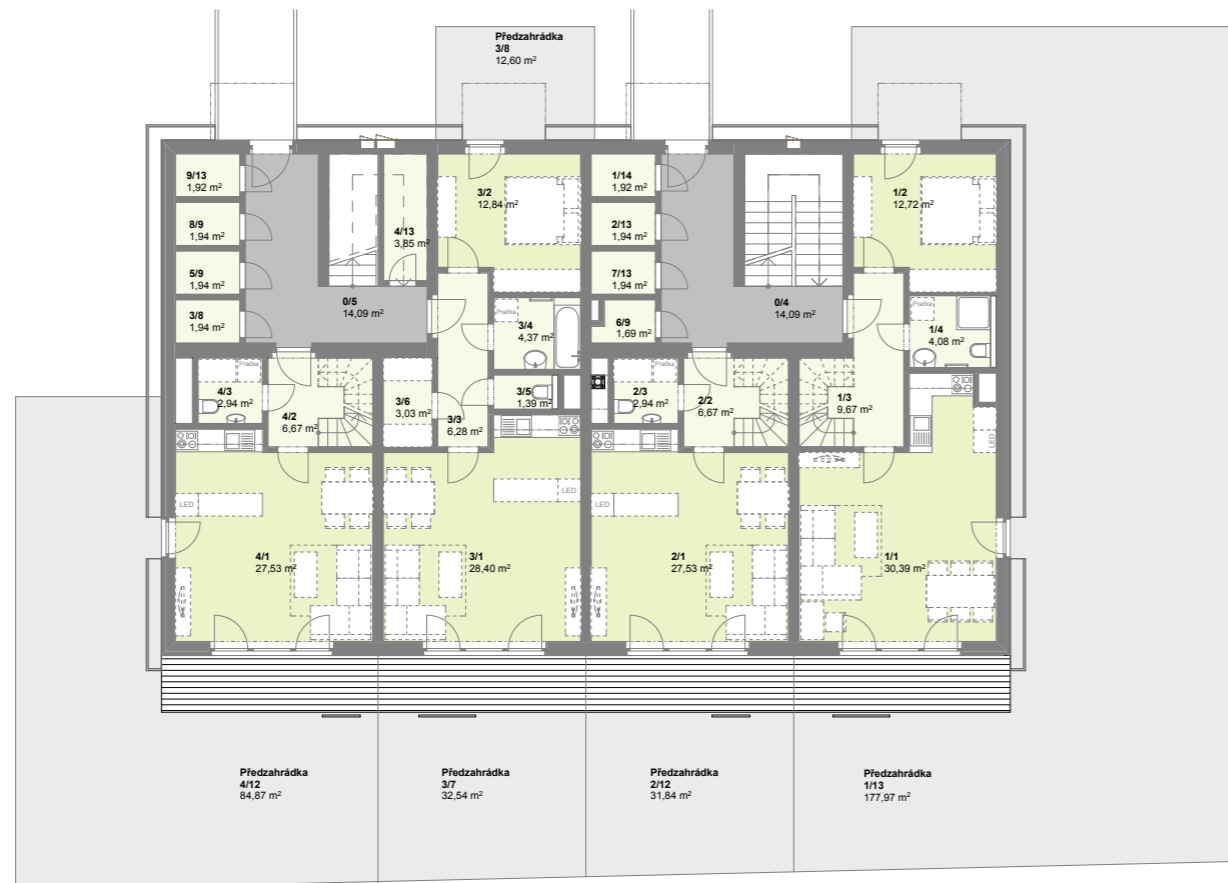 Předzahrádka
3/8
12,60 m²
9/13
1,92 m²
8/9
1,94 m²
5/9
1,94 m²
3/8
1,94 m²
4/13
3,85 m²
0/5
14,09 m²
3/2
12,84 m²
1/14
1,92 m²
2/13
1,94 m²
7/13
1,94 m²
6/9
1,69 m²
0/4
14,09 m²
1/2
12,72 m²
Pračka
3/4
4,37 m²
Pračka
1/4
4,08 m²
Pračka
4/3
2,94 m²
4/2
6,67 m²
3/6
3,03 m²
3/3
6,28 m²
3/5
1,39 m²
Pračka
2/3
2,94 m²
2/2
6,67 m²
1/3
9,67 m²
LED
LED
LED
LED
4/1
27,53 m²
3/1
28,40 m²
2/1
27,53 m²
1/1
30,39 m²
Předzahrádka
4/12
84,87 m²
Předzahrádka
3/7
32,54 m²
Předzahrádka
2/12
31,84 m²
Předzahrádka
1/13
177,97 m²